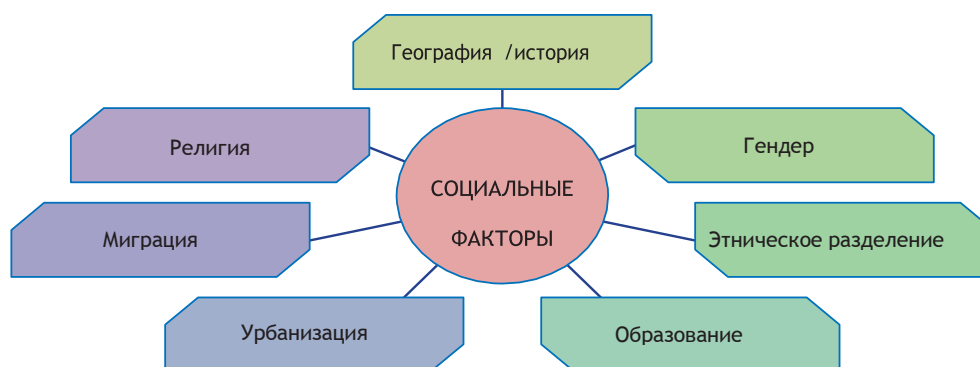 География /история
Религия
Гендер
СОЦИАЛЬНЫЕ
ФАКТОРЫ
Миграция
Этническое разделение
Урбанизация
Образование